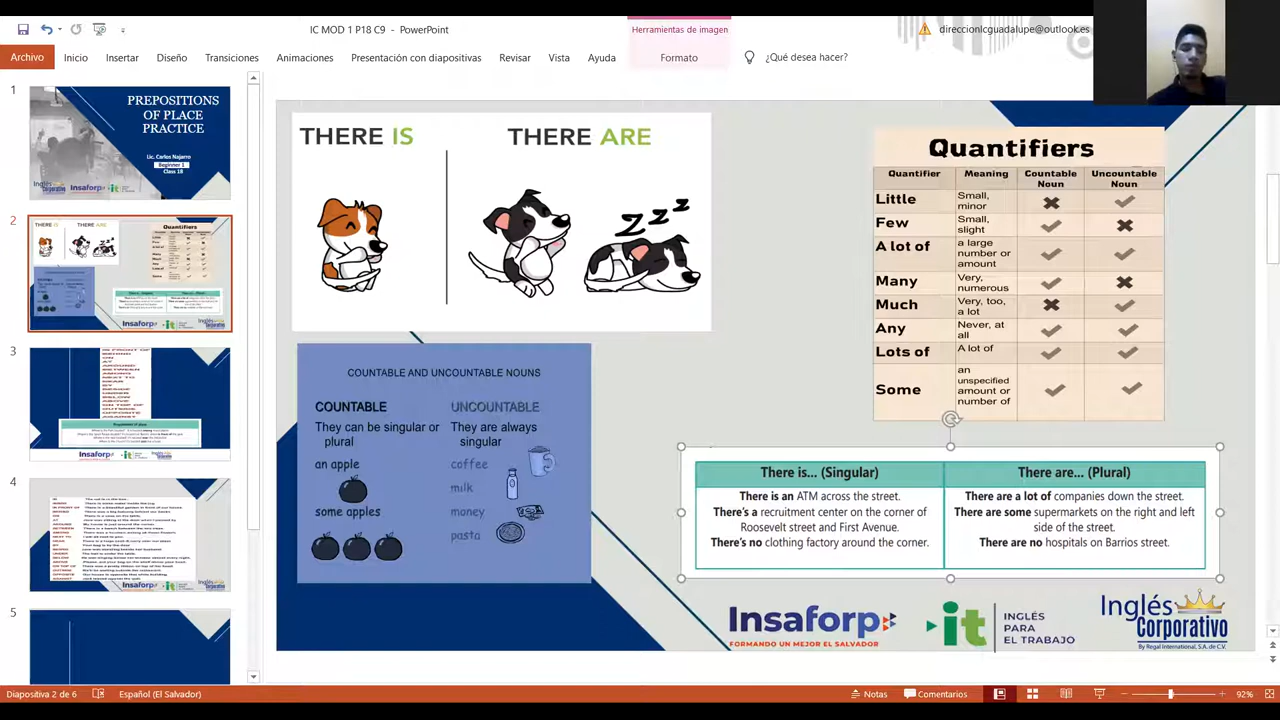 IC MOD 1 P18 C9 - PowerPoint
Herramientas de imagen
direccionlcguadalupe@outlook.es
Archivo
Inicio
Insertar
Diseño
Transiciones
Animaciones
Presentación con diapositivas
Revisar
Vista
Ayuda
Formato
¿Qué desea hacer?
1
PREPOSITIONS
OF PLACE
PRACTICE
Lic. Carlos Najarro
Beginner 1
Class 18
2
3
4
5
THERE IS
THERE ARE
Z Z Z
COUNTABLE AND UNCOUNTABLE NOUNS
COUNTABLE
They can be singular or
plural
an apple
some apples
UNCOUNTABLE
They are always
singular
coffee
milk
money
pasta
Quantifiers
Quantifier Meaning Countable Noun Uncountable Noun
Little Small, minor
Few Small, slight
A lot of a large number or amount
Many Very, numerous
Much Very, too, a lot
Any Never, at all
Lots of A lot of
Some an unspecified amount or number of
There is... (Singular)
There is an ATM across the street.
There's a recruitment center on the corner of
Roosevelt street and First Avenue.
There's no clothing factory around the corner.
There are... (Plural)
There are a lot of companies down the street.
There are some supermarkets on the right and left
side of the street.
There are no hospitals on Barrios street.
Insaforp
FORMANDO UN MEJOR EL SALVADOR
it
INGLÉS
PARA
EL TRABAJO
Inglés
Corporativo
By Regal International, S.A. de C.V.
Diapositiva 2 de 6
Español (El Salvador)
Notas
Comentarios
92%